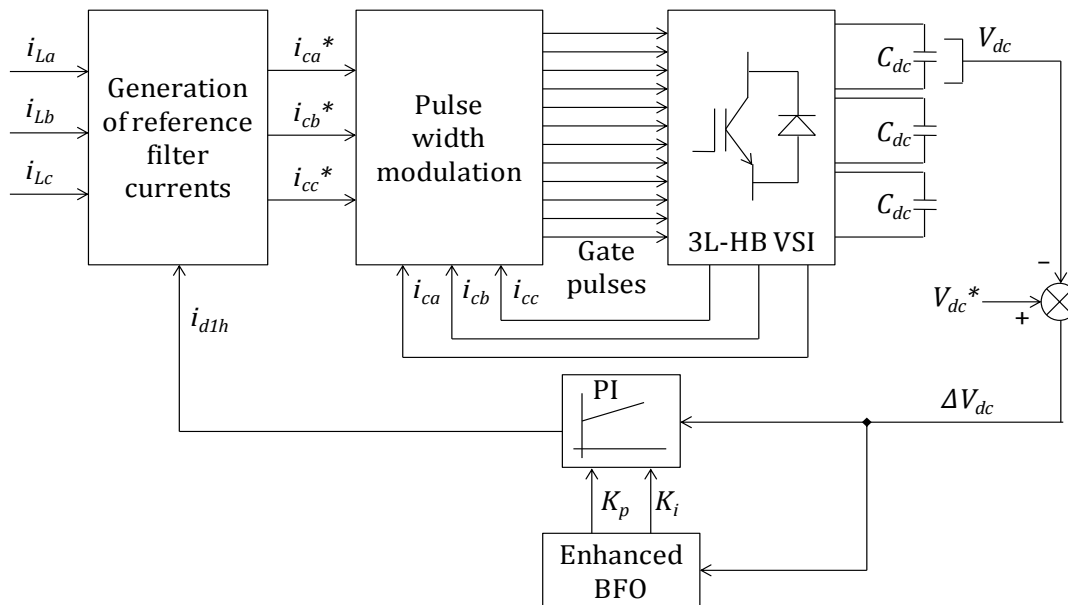 i_La
i_Lb
i_Lc
Generation
of reference
filter
currents
i_ca*
i_cb*
i_cc*
Pulse
width
modulation
Gate
pulses
3L-HB VSI
C_dc
C_dc
C_dc
V_dc
−
V_dc*
+
i_ca
i_cb
i_cc
i_d1h
PI
ΔV_dc
K_p
K_i
Enhanced
BFO